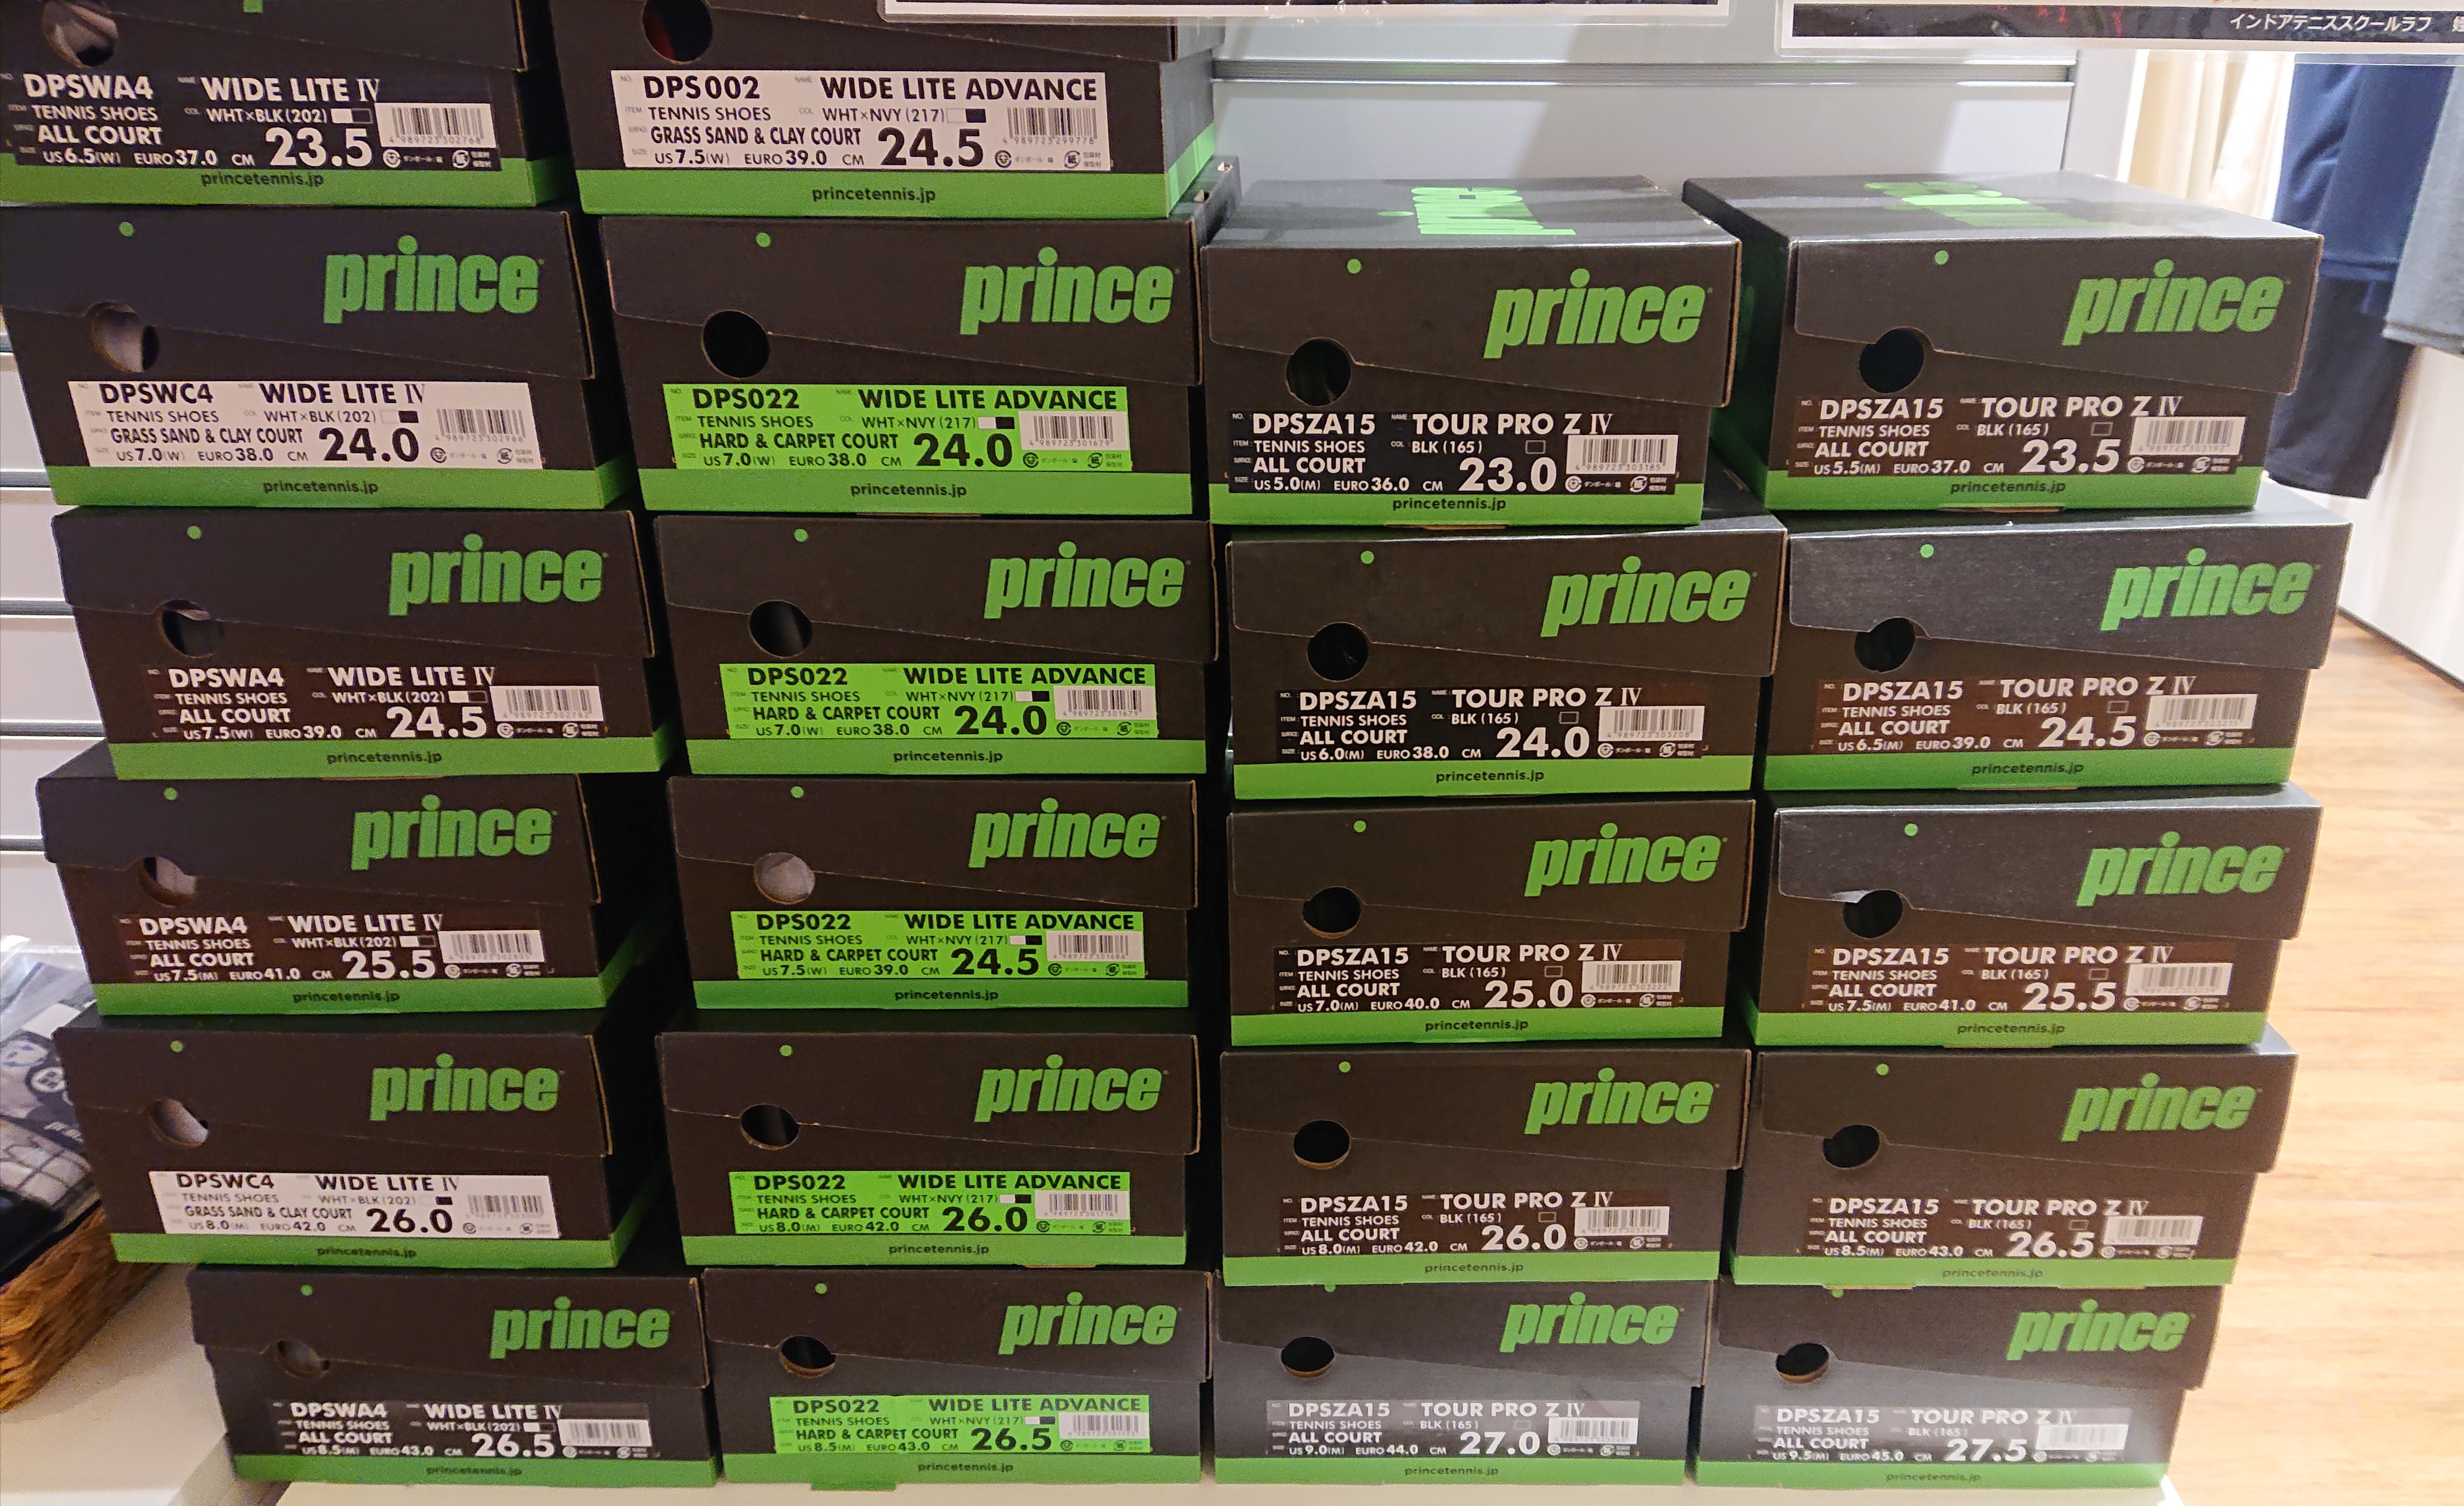 インドアテニススクールラフ
DPSWA4 WIDE LITE IV
TENNIS SHOES WHT×BLK(202)
ALL COURT
US6.5(W) EURO37.0 CM 23.5
princetennis.jp
DPS002 WIDE LITE ADVANCE
TENNIS SHOES WHT×NVY(217)
GRASS SAND & CLAY COURT
US7.5(W) EURO39.0 CM 24.5
princetennis.jp
prince
DPSWC4 WIDE LITE IV
TENNIS SHOES WHT×BLK(202)
GRASS SAND & CLAY COURT
US7.0(W) EURO38.0 CM 24.0
princetennis.jp
prince
DPS022 WIDE LITE ADVANCE
TENNIS SHOES WHT×NVY(217)
HARD & CARPET COURT
US7.0(W) EURO38.0 CM 24.0
princetennis.jp
prince
prince
DPSZA15 TOUR PRO Z IV
TENNIS SHOES BLK(165)
ALL COURT
US5.0(M) EURO36.0 CM 23.0
princetennis.jp
prince
DPSZA15 TOUR PRO Z IV
TENNIS SHOES BLK(165)
ALL COURT
US5.5(M) EURO37.0 CM 23.5
princetennis.jp
prince
DPSWA4 WIDE LITE IV
TENNIS SHOES WHT×BLK(202)
ALL COURT
US7.5(W) EURO39.0 CM 24.5
princetennis.jp
prince
DPS022 WIDE LITE ADVANCE
TENNIS SHOES WHT×NVY(217)
HARD & CARPET COURT
US7.0(W) EURO38.0 CM 24.0
princetennis.jp
prince
DPSZA15 TOUR PRO Z IV
TENNIS SHOES BLK(165)
ALL COURT
US6.0(M) EURO38.0 CM 24.0
princetennis.jp
prince
DPSZA15 TOUR PRO Z IV
TENNIS SHOES BLK(165)
ALL COURT
US6.5(M) EURO39.0 CM 24.5
princetennis.jp
prince
DPSWA4 WIDE LITE IV
TENNIS SHOES WHT×BLK(202)
ALL COURT
US7.5(M) EURO41.0 CM 25.5
princetennis.jp
prince
DPS022 WIDE LITE ADVANCE
TENNIS SHOES WHT×NVY(217)
HARD & CARPET COURT
US7.5(W) EURO39.0 CM 24.5
princetennis.jp
prince
DPSZA15 TOUR PRO Z IV
TENNIS SHOES BLK(165)
ALL COURT
US7.0(M) EURO40.0 CM 25.0
princetennis.jp
prince
DPSZA15 TOUR PRO Z IV
TENNIS SHOES BLK(165)
ALL COURT
US7.5(M) EURO41.0 CM 25.5
princetennis.jp
prince
DPSWC4 WIDE LITE IV
TENNIS SHOES WHT×BLK(202)
GRASS SAND & CLAY COURT
US8.0(M) EURO42.0 CM 26.0
princetennis.jp
prince
DPS022 WIDE LITE ADVANCE
TENNIS SHOES WHT×NVY(217)
HARD & CARPET COURT
US8.0(M) EURO42.0 CM 26.0
princetennis.jp
prince
DPSZA15 TOUR PRO Z IV
TENNIS SHOES BLK(165)
ALL COURT
US8.0(M) EURO42.0 CM 26.0
princetennis.jp
prince
DPSZA15 TOUR PRO Z IV
TENNIS SHOES BLK(165)
ALL COURT
US8.5(M) EURO43.0 CM 26.5
princetennis.jp
prince
DPSWA4 WIDE LITE IV
TENNIS SHOES WHT×BLK(202)
ALL COURT
US8.5(M) EURO43.0 CM 26.5
princetennis.jp
prince
DPS022 WIDE LITE ADVANCE
TENNIS SHOES WHT×NVY(217)
HARD & CARPET COURT
US8.5(M) EURO43.0 CM 26.5
princetennis.jp
prince
DPSZA15 TOUR PRO Z IV
TENNIS SHOES BLK(165)
ALL COURT
US9.0(M) EURO44.0 CM 27.0
princetennis.jp
prince
DPSZA15 TOUR PRO Z IV
TENNIS SHOES BLK(165)
ALL COURT
US9.5(M) EURO45.0 CM 27.5
princetennis.jp